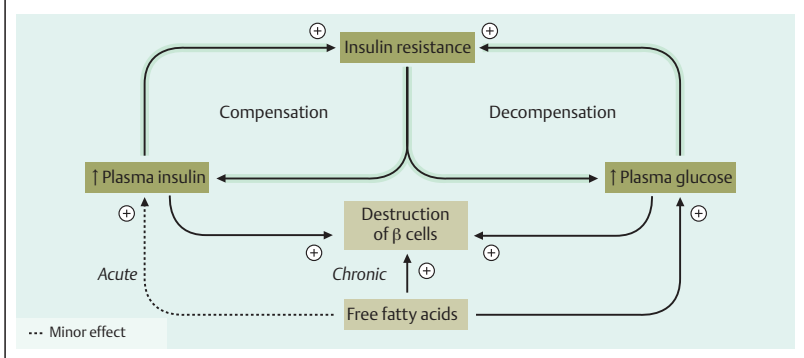 +
+
Insulin resistance
Compensation
Decompensation
↑ Plasma insulin
↑ Plasma glucose
+
+
Destruction
of β cells
+
+
Acute
Chronic
+
Free fatty acids
Minor effect